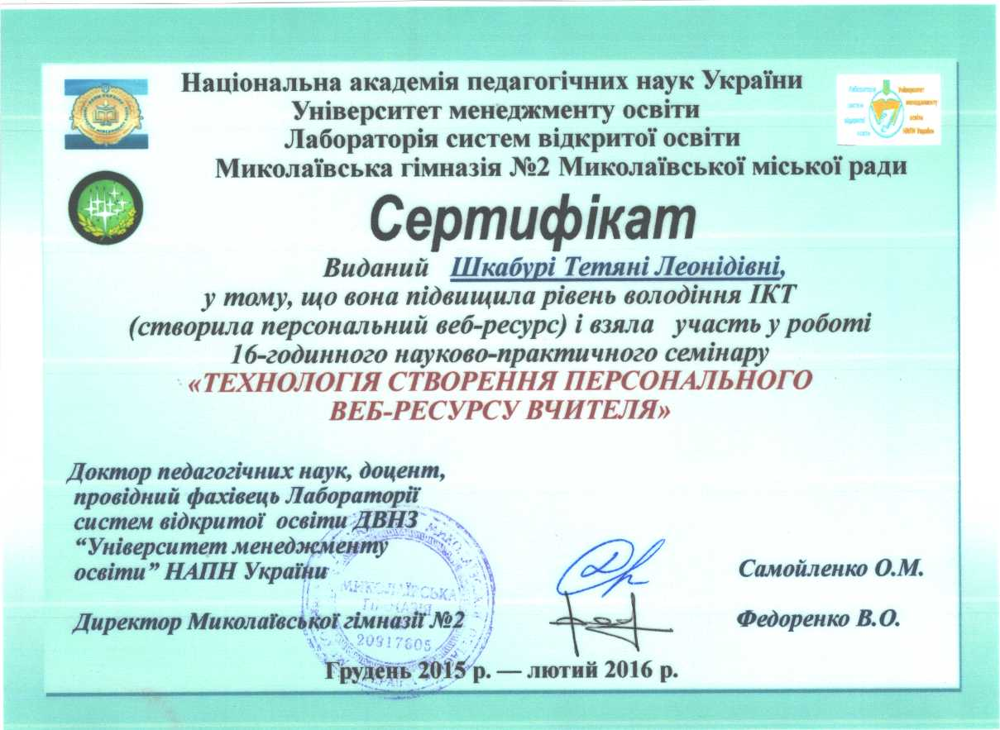 Національна академія педагогічних наук України
Університет менеджменту освіти
Лабораторія систем відкритої освіти
Миколаївська гімназія №2 Миколаївської міської ради
Лабораторія
систем
відкритої
освіти
Університет
менеджменту
освіти
НАПН України
Сертифікат
Виданий Шкабурі Тетяні Леонідівні,
у тому, що вона підвищила рівень володіння ІКТ
(створила персональний веб-ресурс) і взяла участь у роботі
16-годинного науково-практичного семінару
«ТЕХНОЛОГІЯ СТВОРЕННЯ ПЕРСОНАЛЬНОГО
ВЕБ-РЕСУРСУ ВЧИТЕЛЯ»
Доктор педагогічних наук, доцент,
провідний фахівець Лабораторії
систем відкритої освіти ДВНЗ
“Університет менеджменту
освіти” НАПН України
Самойленко О.М.
МИКОЛАЇВСЬКА
ГІМНАЗІЯ
20917805
Директор Миколаївської гімназії №2
Федоренко В.О.
Грудень 2015 р. — лютий 2016 р.